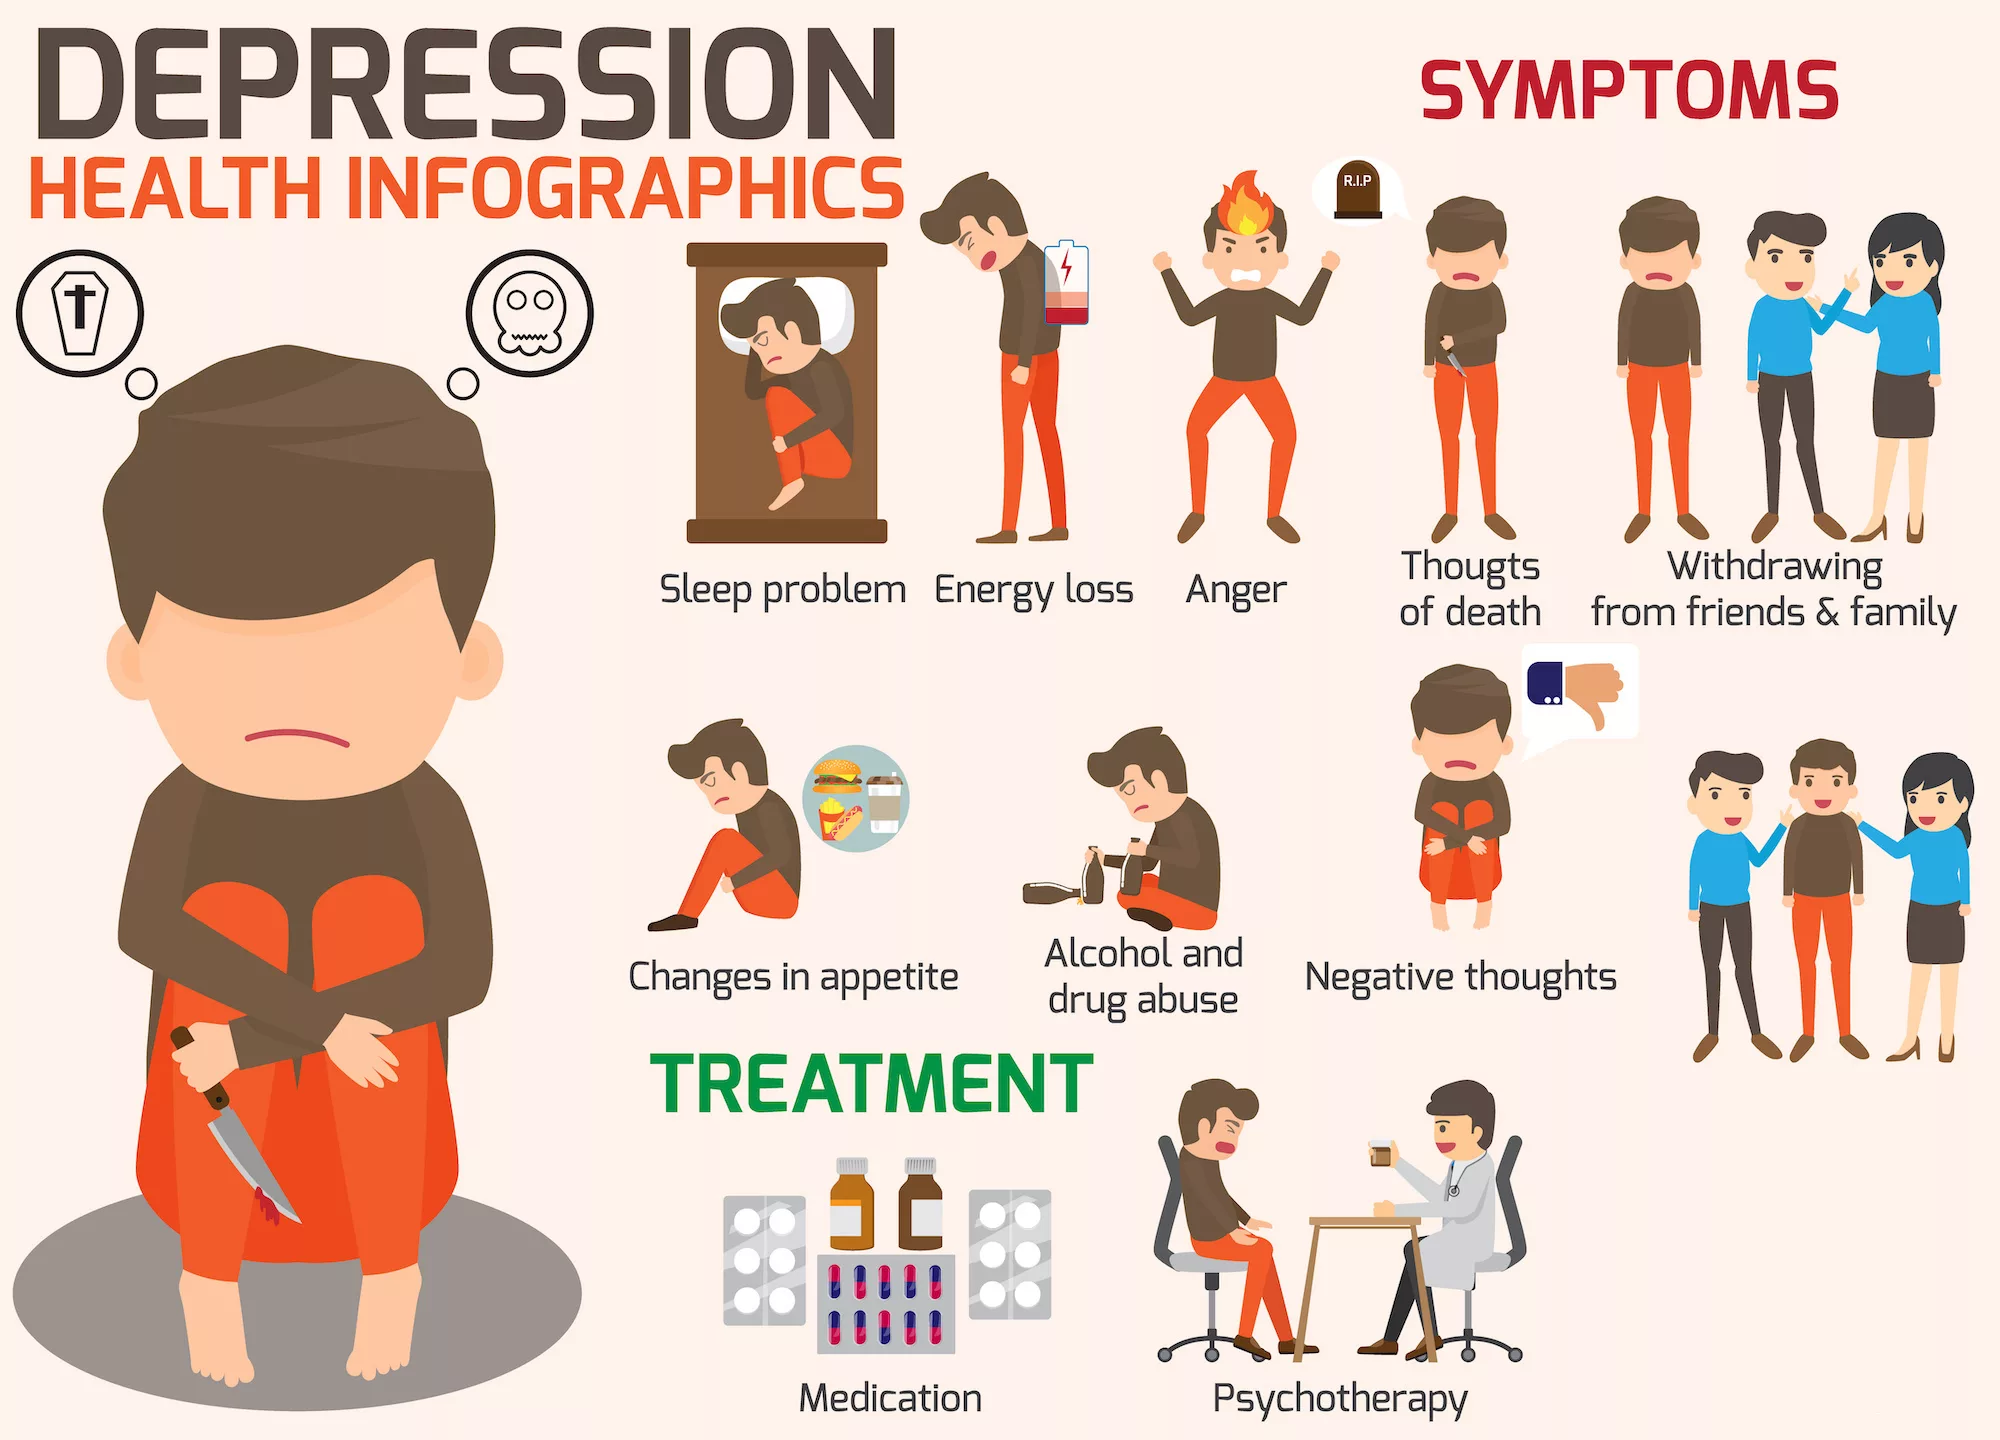 DEPRESSION
HEALTH INFOGRAPHICS
SYMPTOMS
R.I.P
Sleep problem
Energy loss
Anger
Thougts
of death
Withdrawing
from friends & family
Changes in appetite
Alcohol and
drug abuse
Negative thoughts
TREATMENT
Medication
Psychotherapy